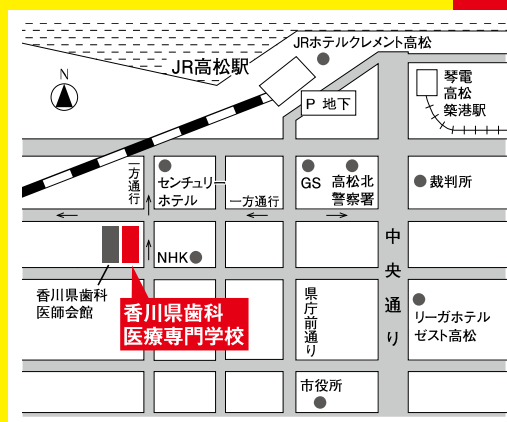 JRホテルクレメント高松
JR高松駅
N
P 地下
琴電
高松
築港駅
一方通行
センチュリー
ホテル
一方通行
GS
高松北
警察署
裁判所
NHK
中央通り
香川県歯科
医師会館
香川県歯科
医療専門学校
県庁前通り
リーガホテル
ゼスト高松
市役所